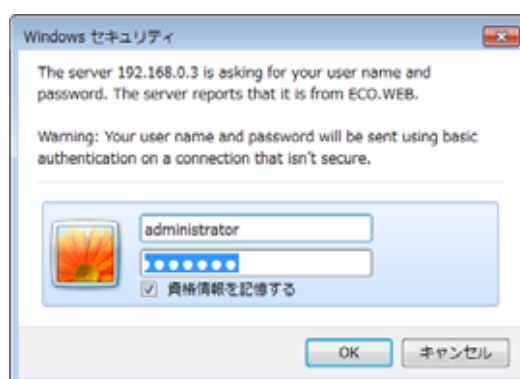 Windows セキュリティ
The server 192.168.0.3 is asking for your user name and
password. The server reports that it is from ECO.WEB.
Warning: Your user name and password will be sent using basic
authentication on a connection that isn't secure.
administrator
●●●●●●●
資格情報を記憶する
OK
キャンセル